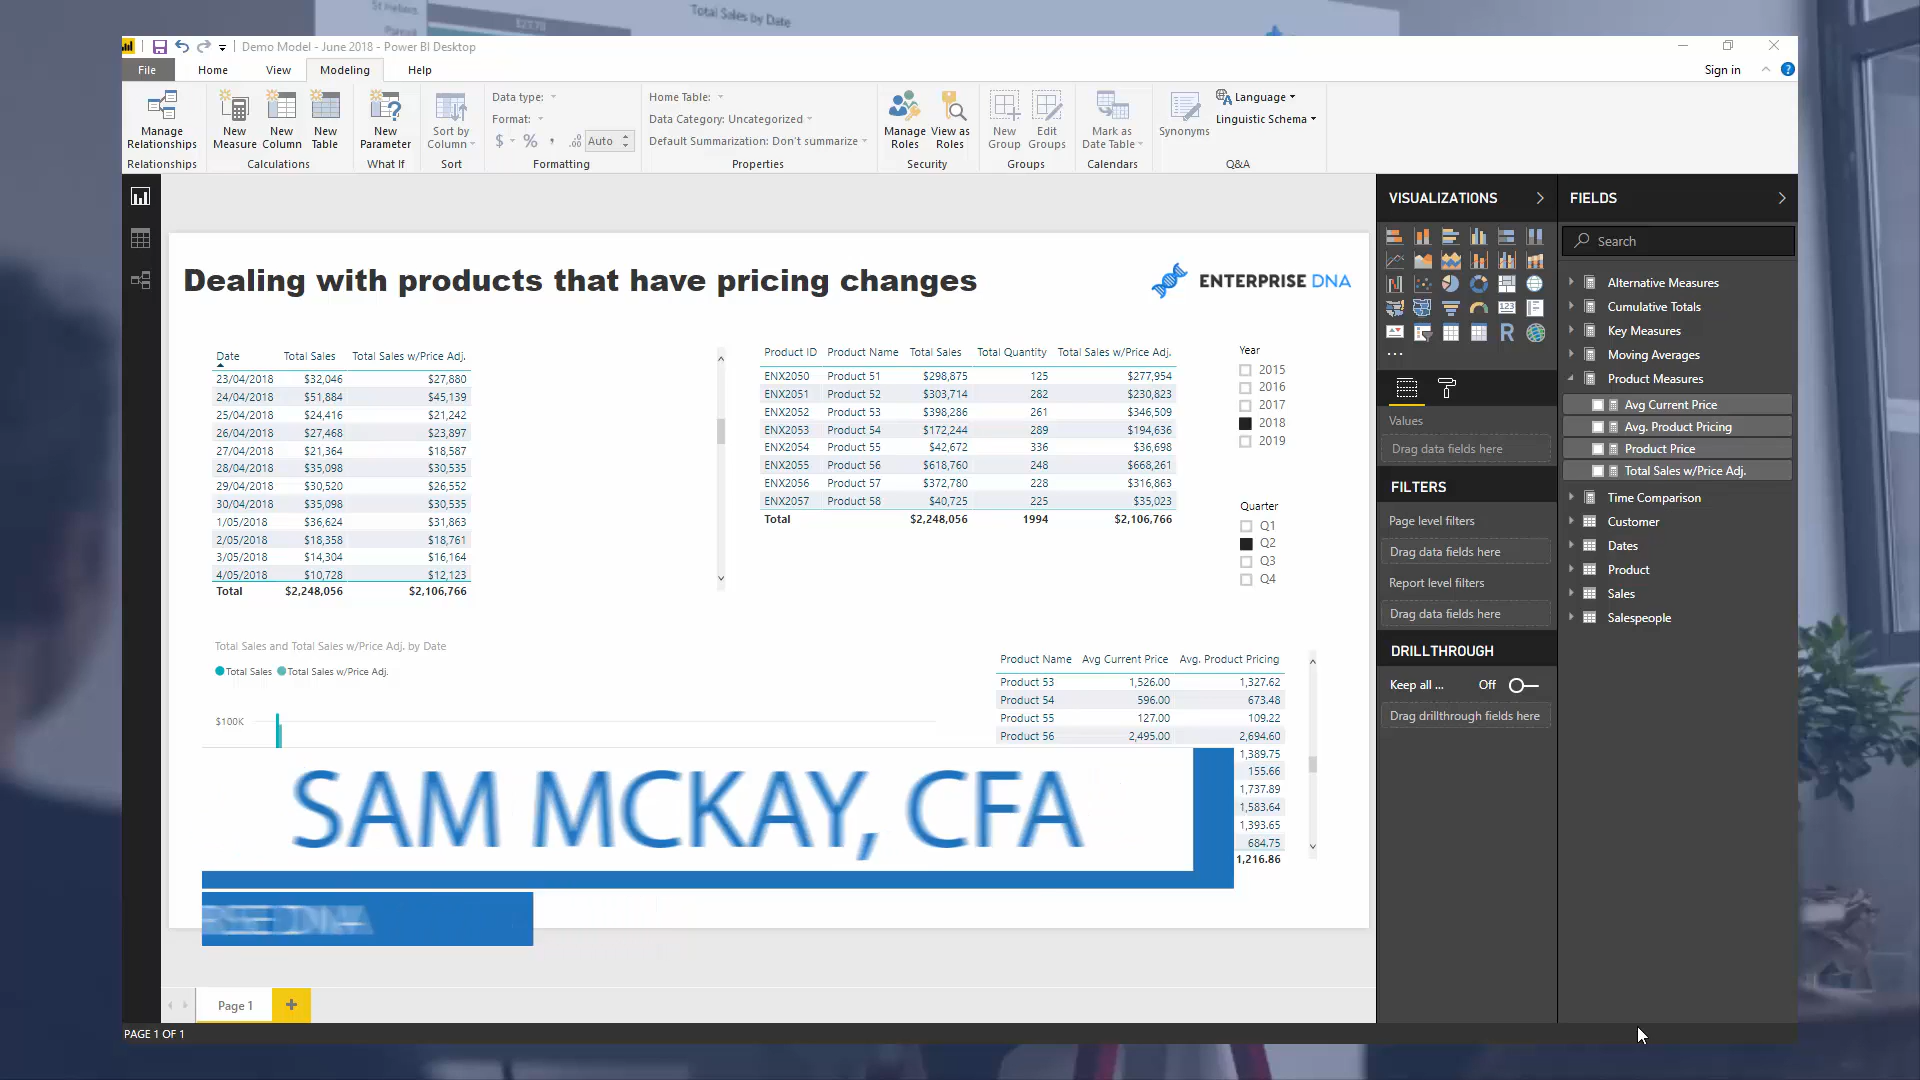 Total Sales by Date
Demo Model - June 2018 - Power BI Desktop
File Home View Modeling Help Sign in
Manage Relationships
New Measure
New Column
New Table
New Parameter
Sort by Column
Data type:
Format:
$ % , .00 Auto
Home Table:
Data Category: Uncategorized
Default Summarization: Don't summarize
Manage Roles
View as Roles
New Group
Edit Groups
Mark as Date Table
Synonyms
Language
Linguistic Schema
Relationships Calculations What If Sort Formatting Properties Security Groups Calendars Q&A
Dealing with products that have pricing changes
ENTERPRISE DNA
Date Total Sales Total Sales w/Price Adj.
23/04/2018 $32,046 $27,880
24/04/2018 $51,884 $45,139
25/04/2018 $24,416 $21,242
26/04/2018 $27,468 $23,897
27/04/2018 $21,364 $18,587
28/04/2018 $35,098 $30,535
29/04/2018 $30,520 $26,552
30/04/2018 $35,098 $30,535
1/05/2018 $36,624 $31,863
2/05/2018 $18,358 $18,761
3/05/2018 $14,304 $16,164
4/05/2018 $10,728 $12,123
Total $2,248,056 $2,106,766
Product ID Product Name Total Sales Total Quantity Total Sales w/Price Adj.
ENX2050 Product 51 $298,875 125 $277,954
ENX2051 Product 52 $303,714 282 $230,823
ENX2052 Product 53 $398,286 261 $346,509
ENX2053 Product 54 $172,244 289 $194,636
ENX2054 Product 55 $42,672 336 $36,698
ENX2055 Product 56 $618,760 248 $668,261
ENX2056 Product 57 $372,780 228 $316,863
ENX2057 Product 58 $40,725 225 $35,023
Total $2,248,056 1994 $2,106,766
Year
2015
2016
2017
2018
2019
Quarter
Q1
Q2
Q3
Q4
Total Sales and Total Sales w/Price Adj. by Date
Total Sales Total Sales w/Price Adj.
$100K
Product Name Avg Current Price Avg. Product Pricing
Product 53 1,526.00 1,327.62
Product 54 596.00 673.48
Product 55 127.00 109.22
Product 56 2,495.00 2,694.60
1,389.75
155.66
1,737.89
1,583.64
1,393.65
684.75
1,216.86
SAM MCKAY, CFA
VISUALIZATIONS
123
R
...
Values
Drag data fields here
FILTERS
Page level filters
Drag data fields here
Report level filters
Drag data fields here
DRILLTHROUGH
Keep all ... Off
Drag drillthrough fields here
FIELDS
Search
Alternative Measures
Cumulative Totals
Key Measures
Moving Averages
Product Measures
Avg Current Price
Avg. Product Pricing
Product Price
Total Sales w/Price Adj.
Time Comparison
Customer
Dates
Product
Sales
Salespeople
Page 1
PAGE 1 OF 1